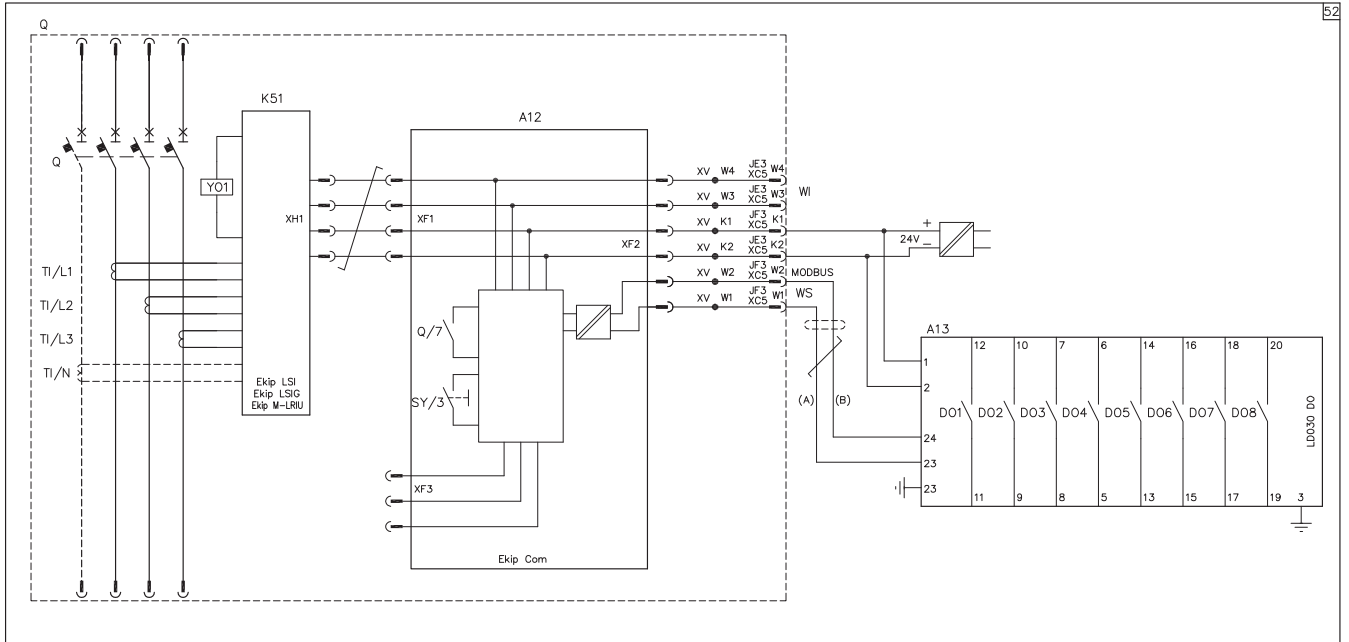 52
Q
K51
A12
Q
Y01
XH1
XF1
XF2
XV W4 JE3 XC5 W4
WI
XV W3 JE3 XC5 W3
XV K1 JF3 XC5 K1
XV K2 JE3 XC5 K2
XV W2 JF3 XC5 W2 MODBUS
XV W1 JF3 XC5 W1 WS
+
24V
–
TI/L1
TI/L2
TI/L3
TI/N
Ekip LSI
Ekip LSIG
Ekip M-LRIU
Q/7
SY/3
XF3
Ekip Com
(A) (B)
A13
12 10 7 6 14 16 18 20
1
2
DO1 DO2 DO3 DO4 DO5 DO6 DO7 DO8
24
23
23
11 9 8 5 13 15 17 19 3
LD030 DO